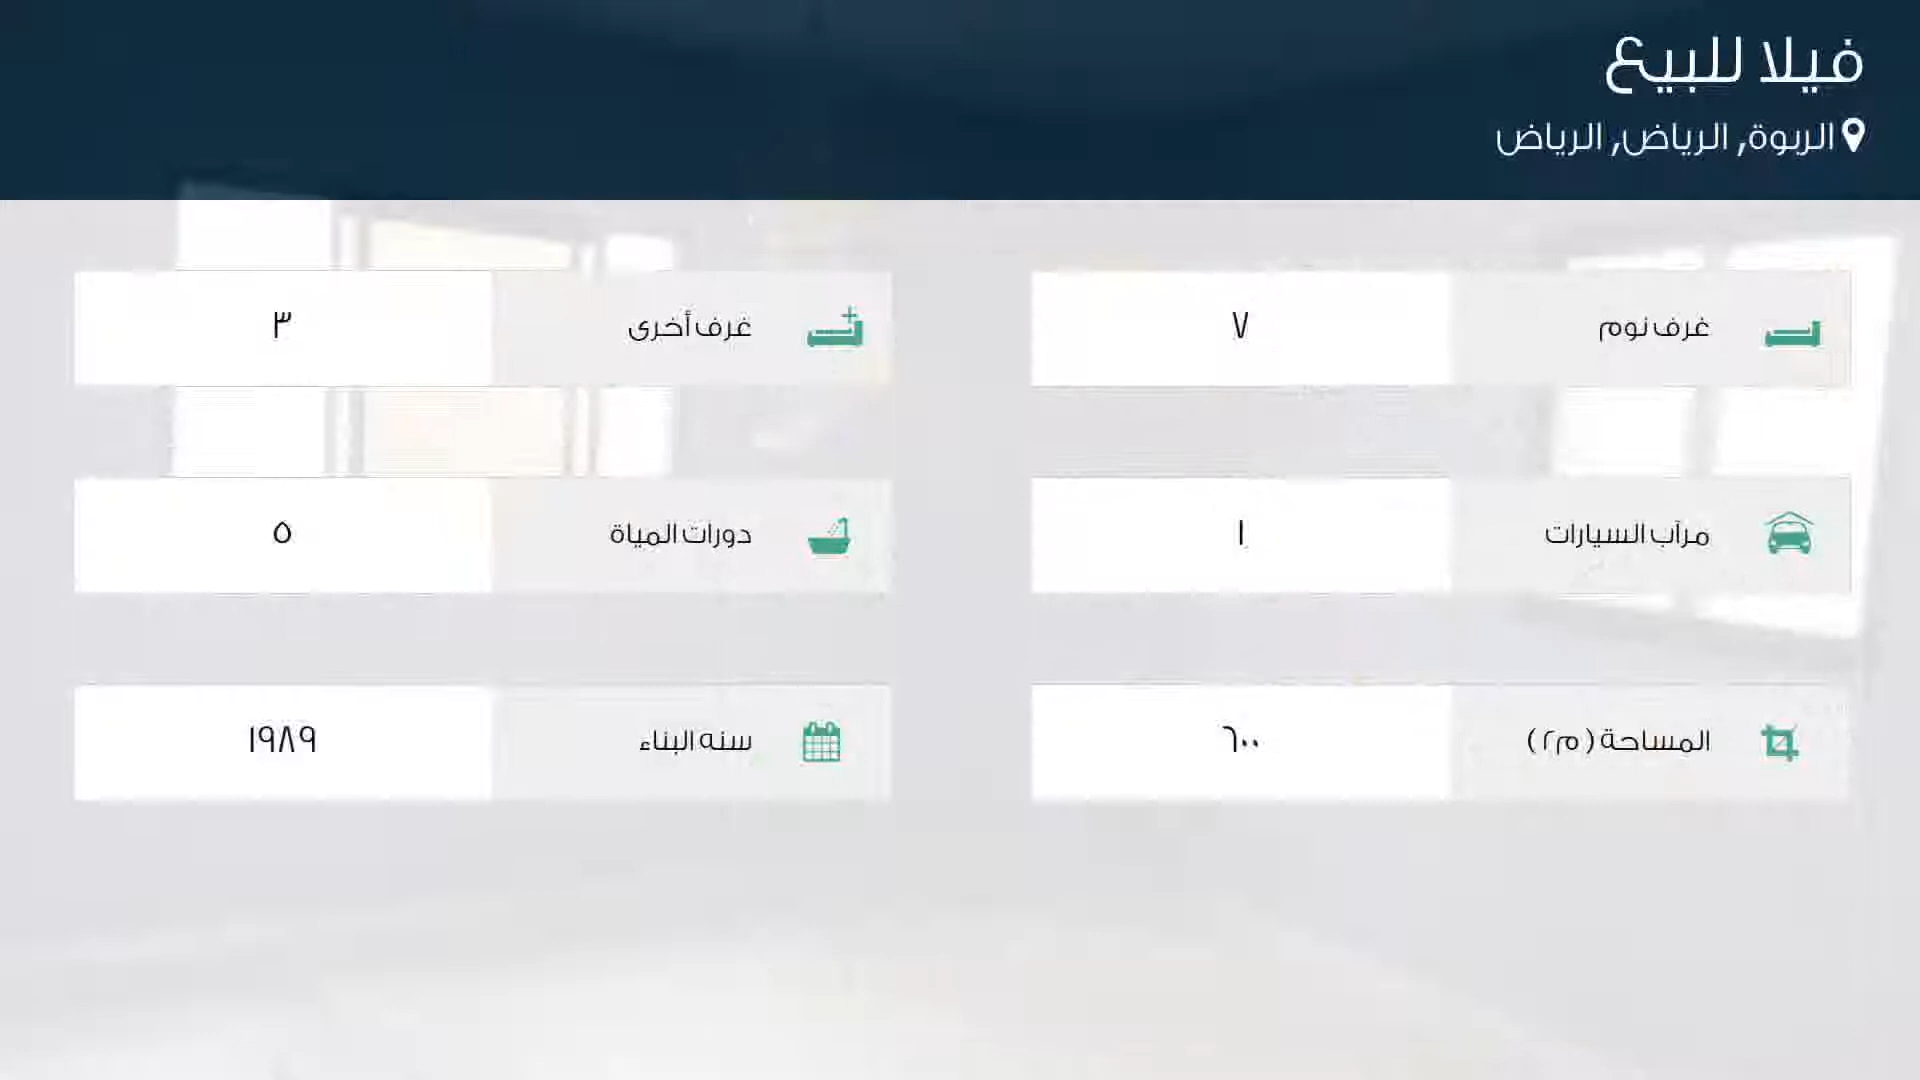 فيلا للبيع
الربوة, الرياض, الرياض
غرف نوم ٧
غرف أخرى ٣
مرآب السيارات ١
دورات المياة ٥
المساحة ( م٢ ) ٦٠٠
سنه البناء ١٩٨٩